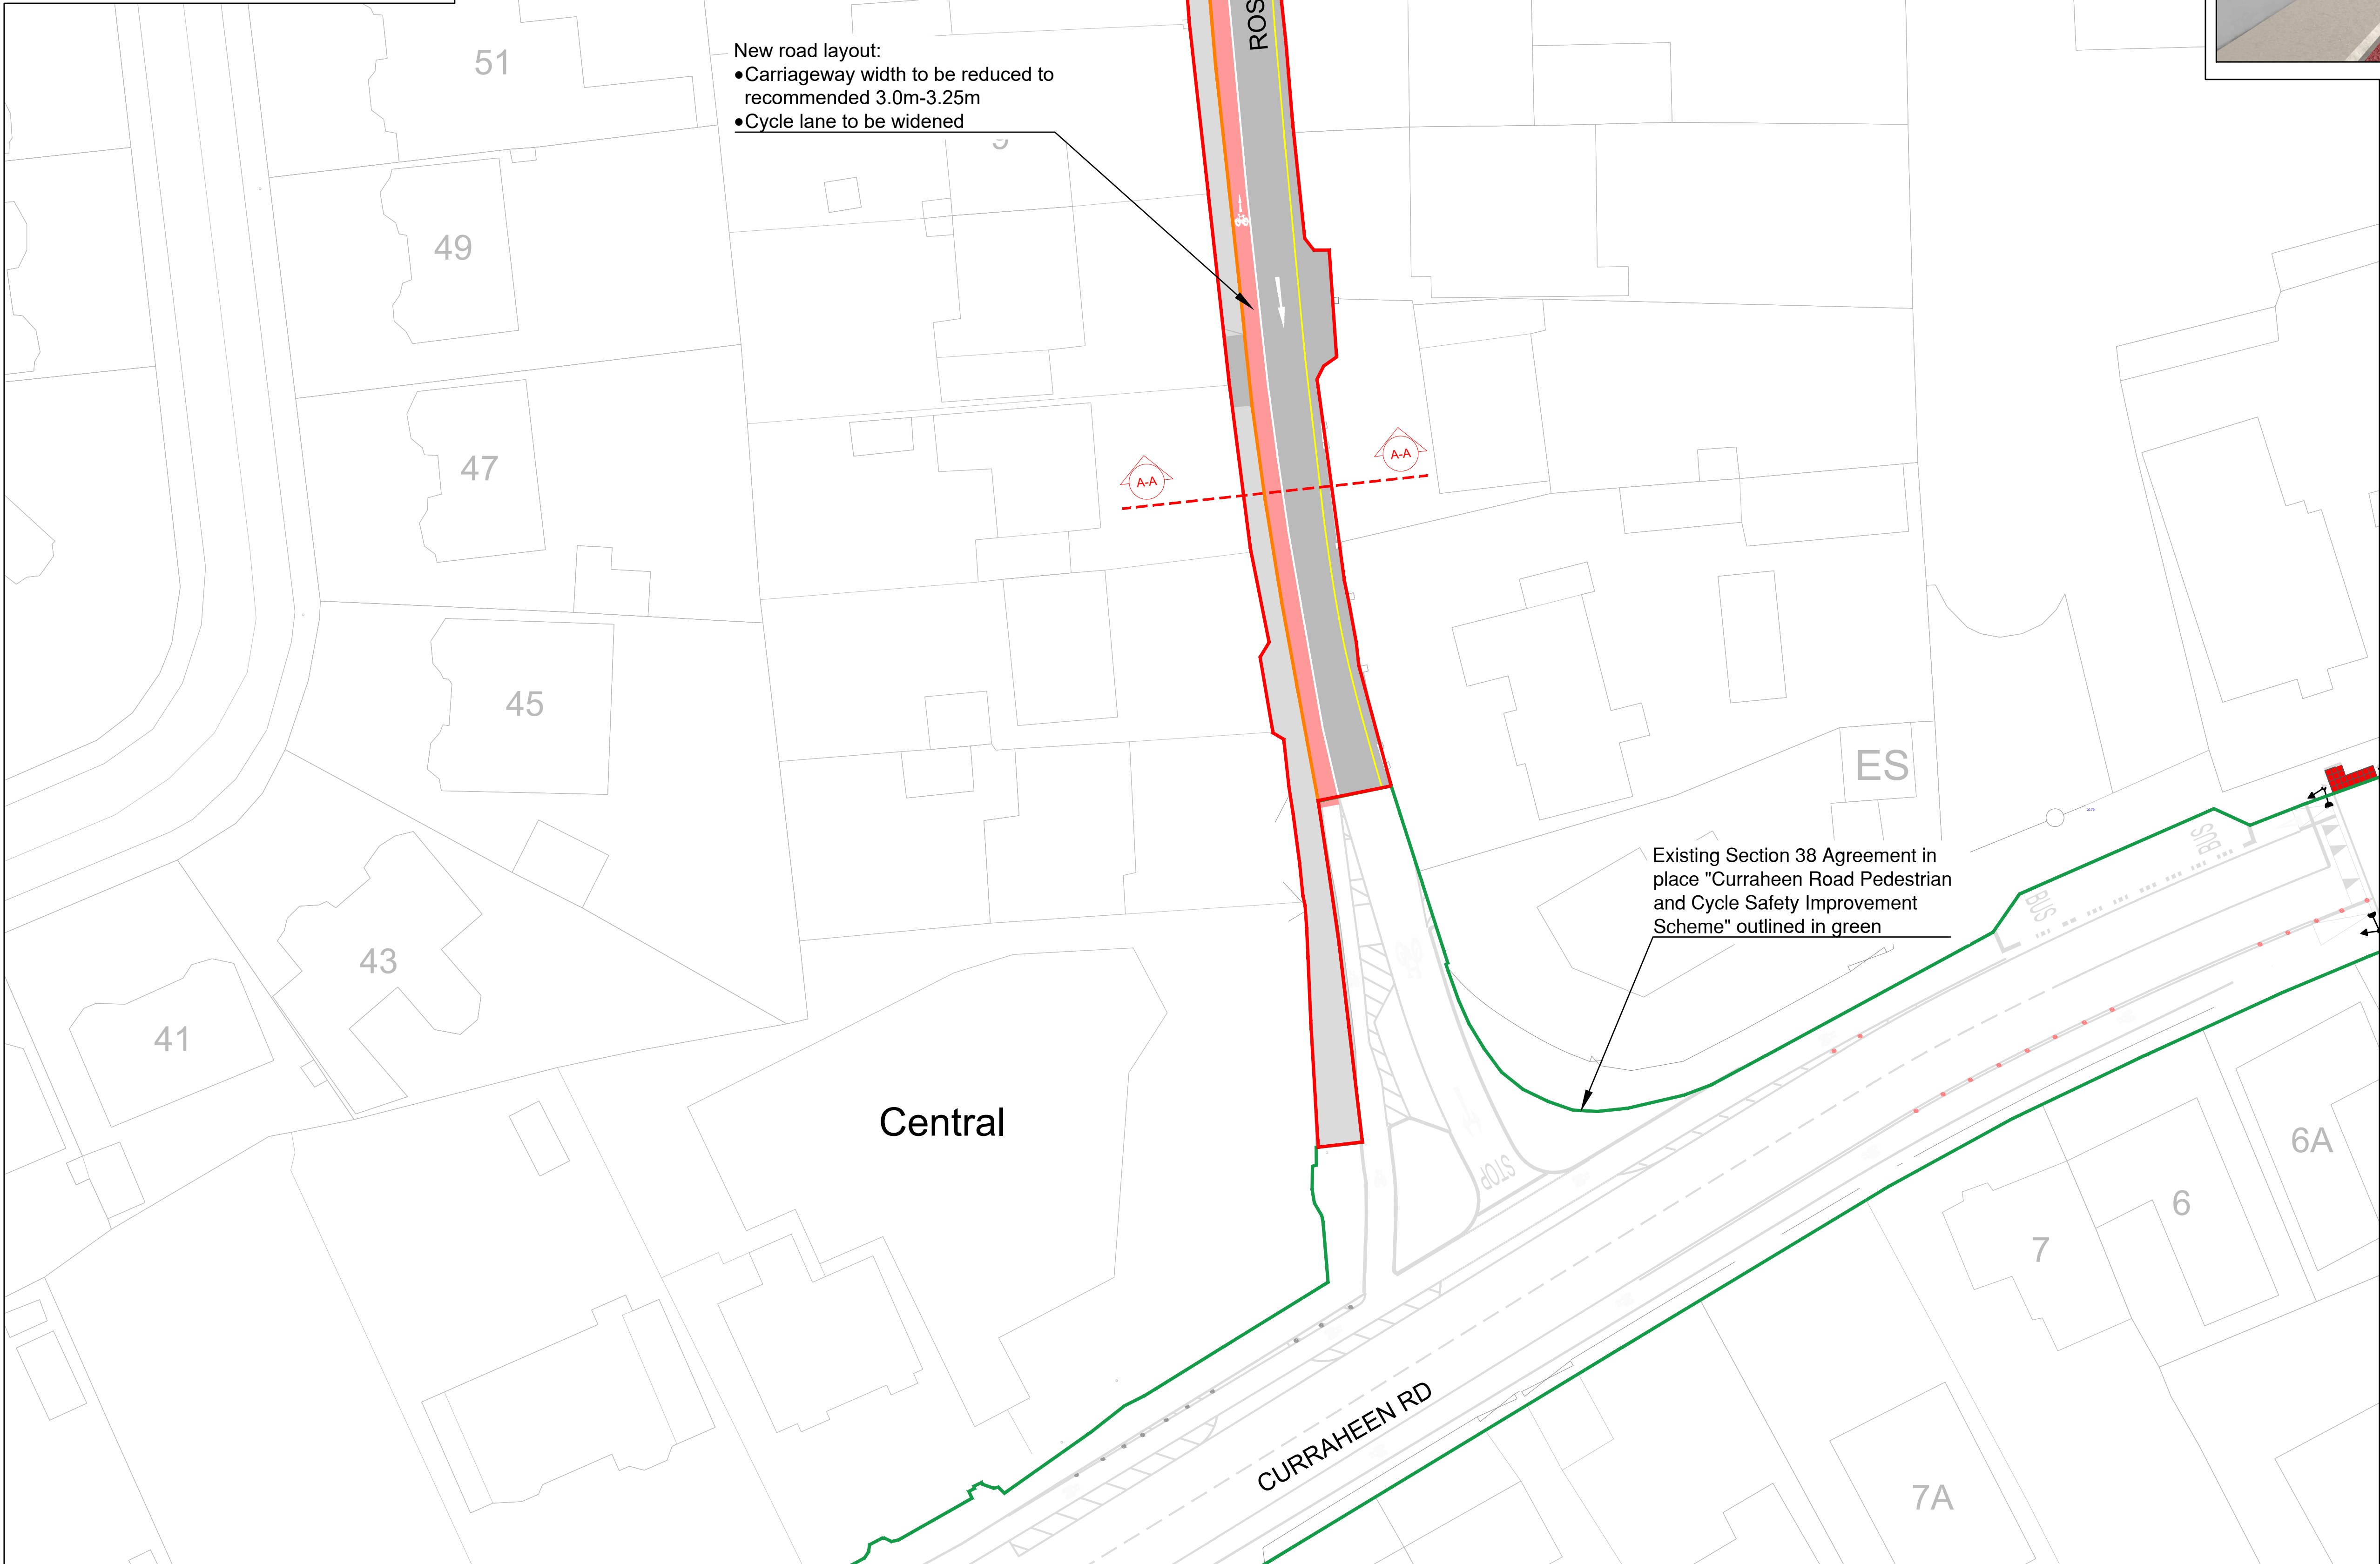 ROS
51
New road layout:
•Carriageway width to be reduced to
recommended 3.0m-3.25m
•Cycle lane to be widened
9
49
47
A-A
A-A
45
ES
43
41
Existing Section 38 Agreement in
place "Curraheen Road Pedestrian
and Cycle Safety Improvement
Scheme" outlined in green
BUS
BUS
Central
STOP
6A
6
7
CURRAHEEN RD
7A